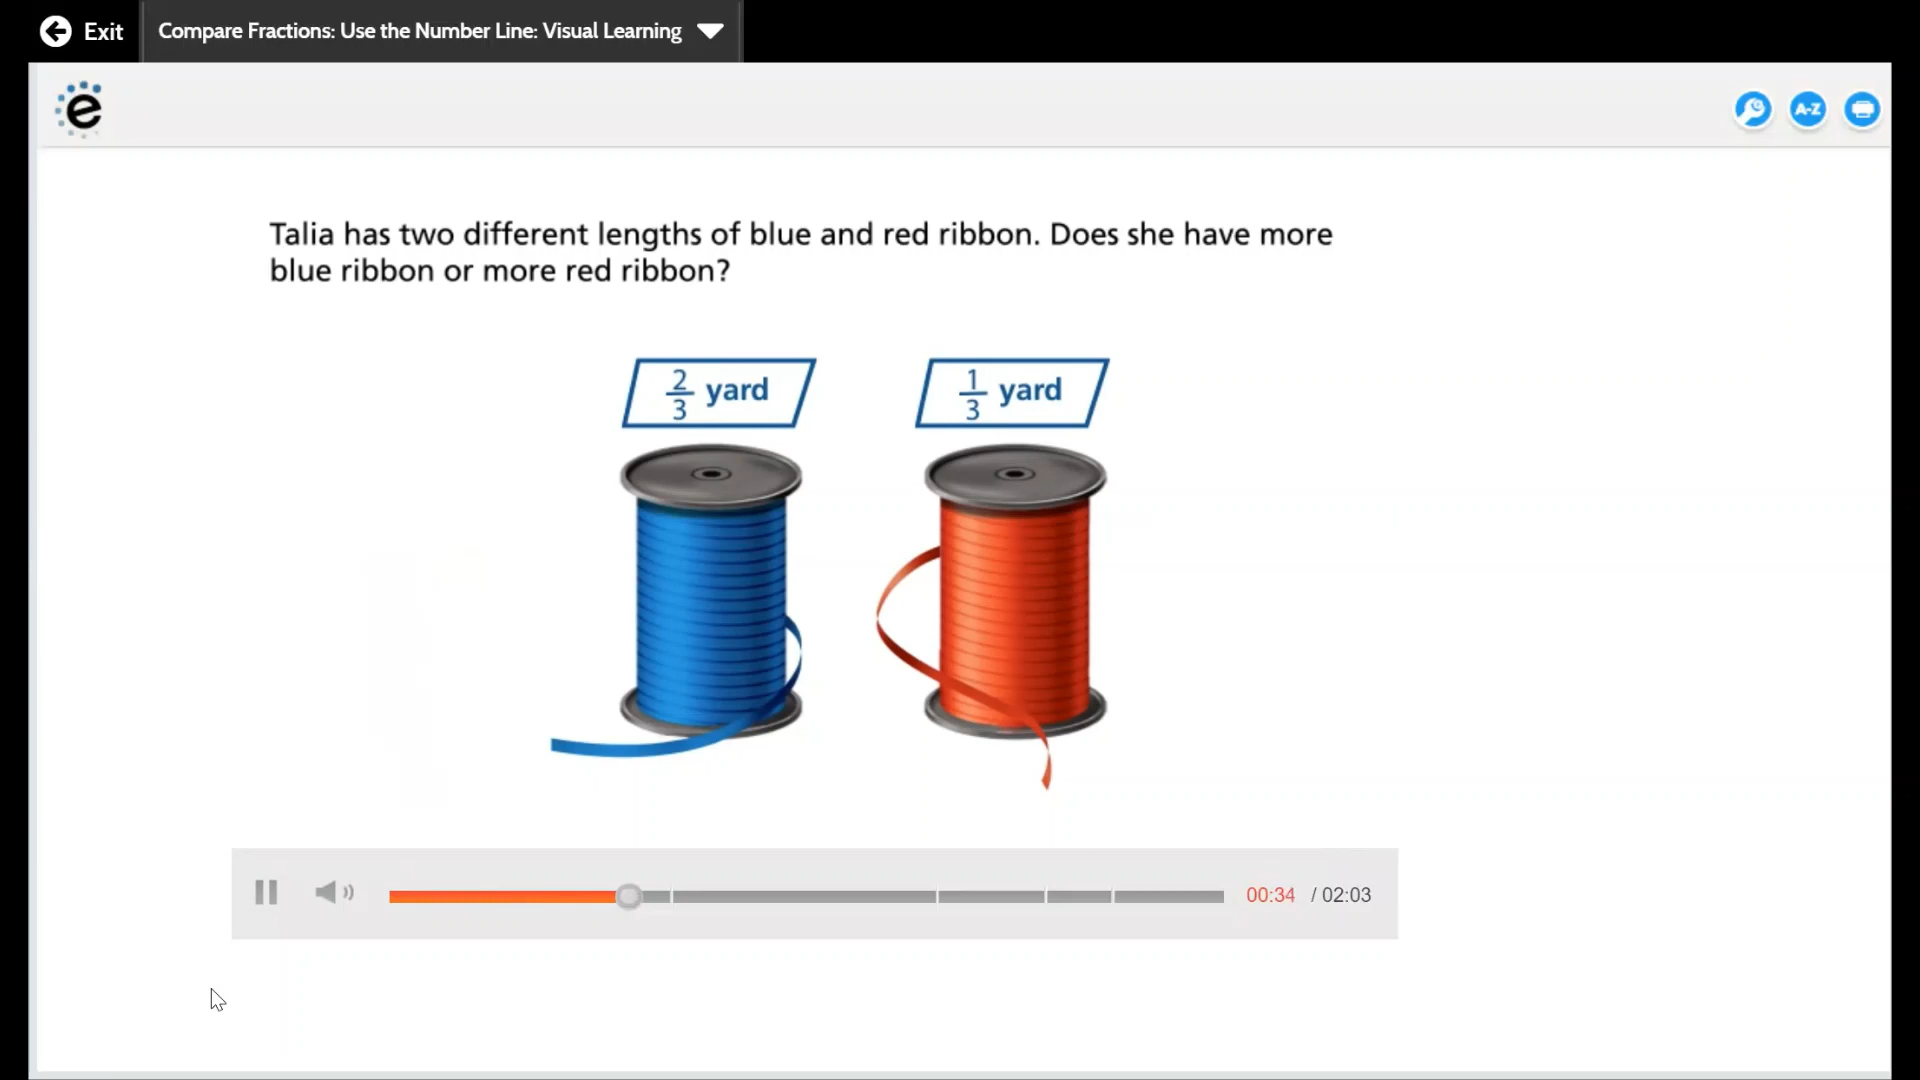 Exit
Compare Fractions: Use the Number Line: Visual Learning
e
A-Z
Talia has two different lengths of blue and red ribbon. Does she have more
blue ribbon or more red ribbon?
2/3 yard
1/3 yard
00:34 / 02:03